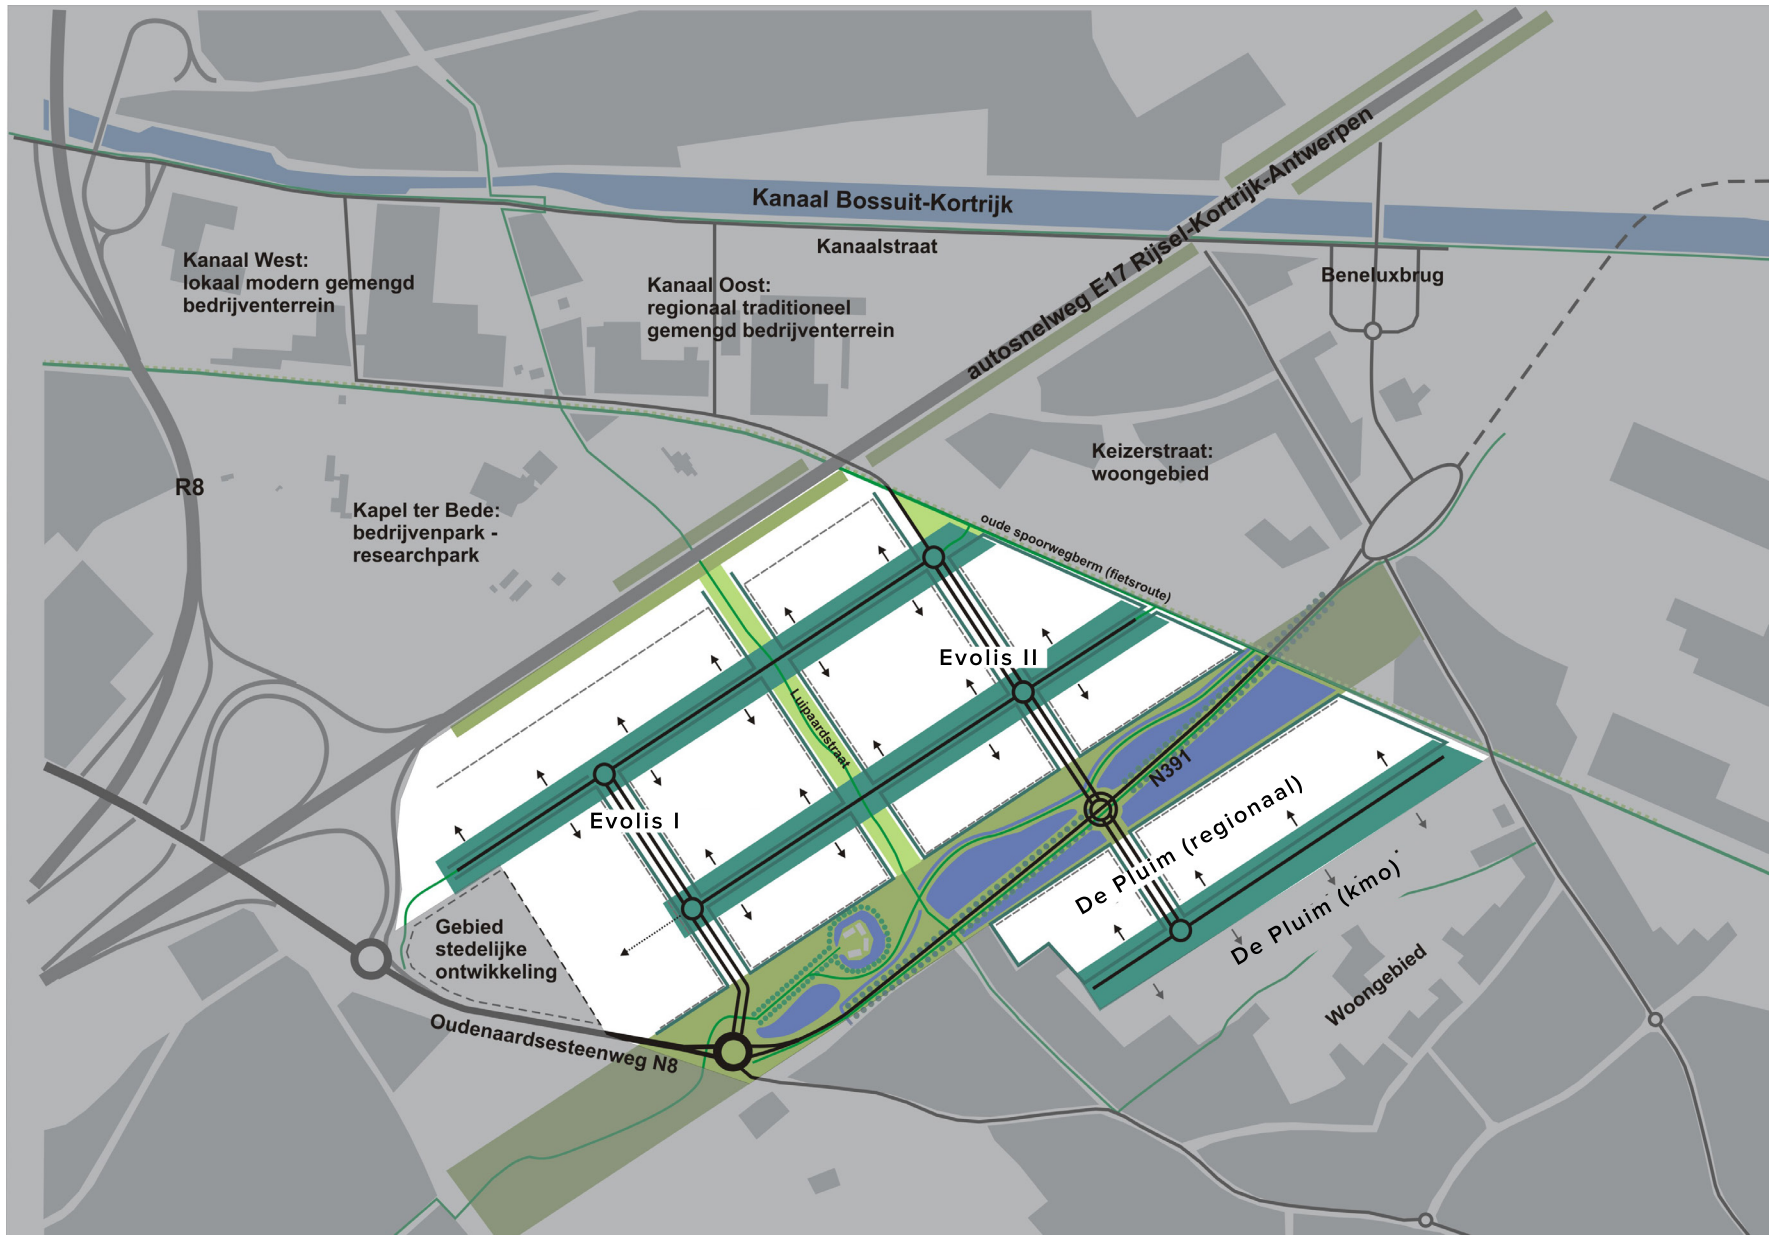 Kanaal Bossuit-Kortrijk
Kanaalstraat
autosnelweg E17 Rijsel-Kortrijk-Antwerpen
Beneluxbrug
Kanaal West:
lokaal modern gemengd
bedrijventerrein
Kanaal Oost:
regionaal traditioneel
gemengd bedrijventerrein
Keizerstraat:
woongebied
R8
Kapel ter Bede:
bedrijvenpark -
researchpark
oude spoorwegberm (fietsroute)
Evolis II
Luipaardstraat
N391
Evolis I
De Pluim (regionaal)
De Pluim (kmo)
Gebied
stedelijke
ontwikkeling
Woongebied
Oudenaardsesteenweg N8